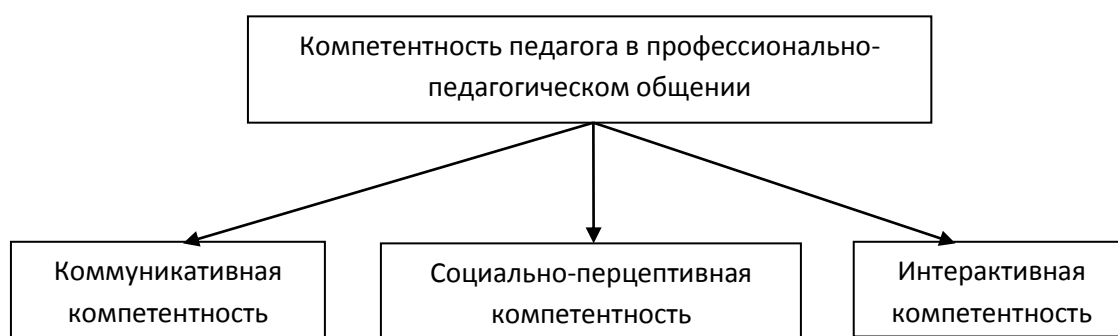 Компетентность педагога в профессионально-
педагогическом общении
Коммуникативная
компетентность
Социально-перцептивная
компетентность
Интерактивная
компетентность